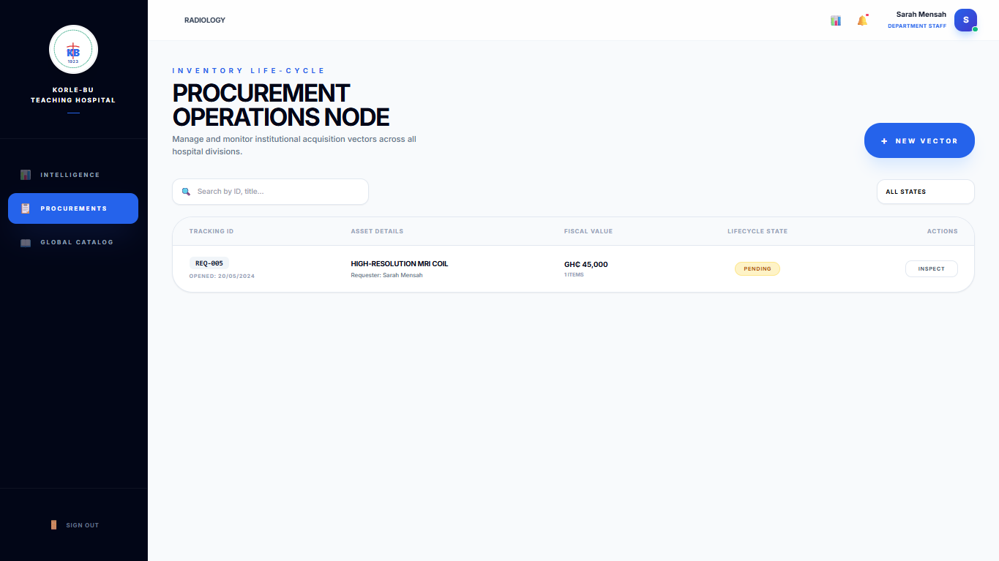 KB
1923
KORLE-BU
TEACHING HOSPITAL
INTELLIGENCE
PROCUREMENTS
GLOBAL CATALOG
SIGN OUT
RADIOLOGY
Sarah Mensah
DEPARTMENT STAFF
S
INVENTORY LIFE-CYCLE
PROCUREMENT
OPERATIONS NODE
Manage and monitor institutional acquisition vectors across all
hospital divisions.
+ NEW VECTOR
Search by ID, title...
ALL STATES
TRACKING ID ASSET DETAILS FISCAL VALUE LIFECYCLE STATE ACTIONS
REQ-005 HIGH-RESOLUTION MRI COIL GH₵ 45,000 PENDING INSPECT
OPENED: 20/05/2024 Requester: Sarah Mensah 1 ITEMS